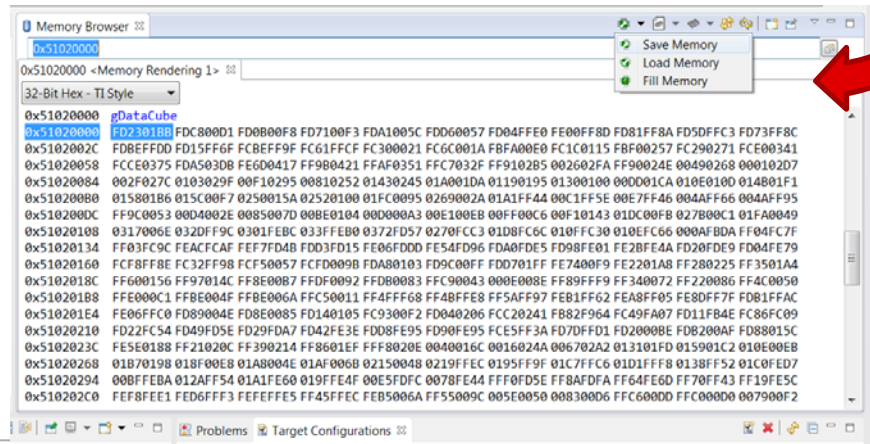 Memory Browser
0x51020000
Save Memory
Load Memory
Fill Memory
0x51020000 <Memory Rendering 1>
32-Bit Hex - TI Style
0x51020000 gDataCube
0x51020000 FD2301BB FDC800D1 FD0B00F8 FD7100F3 FDA1005C FDD60057 FD04FFE0 FE00FF8D FD81FF8A FD5DFFC3 FD73FF8C
0x5102002C FDBEFFDD FD15FF6F FCBEFF9F FC61FFCF FC300021 FC6C001A FBFA00E0 FC1C0115 FBF00257 FC290271 FCE00341
0x51020058 FCCE0375 FDA503DB FE6D0417 FF9B0421 FFAF0351 FFC7032F FF9102B5 002602FA FF90024E 00490268 000102D7
0x51020084 002F027C 0103029F 00F10295 00810252 01430245 01A001DA 01190195 01300100 00DD01CA 010E010D 014B01F1
0x510200B0 015801B6 015C00F7 0250015A 02520100 01FC0095 0269002A 01A1FF44 00C1FF5E 00E7FF46 004AFF66 004AFF95
0x510200DC FF9C0053 00D4002E 0085007D 00BE0104 00D000A3 00E100EB 00FF00C6 00F10143 01DC00FB 027B00C1 01FA0049
0x51020108 0317006E 032DFF9C 0301FEBC 033FFEB0 0372FD57 0270FCC3 01D8FC6C 010FFC30 010EFC66 000AFBDA FF04FC7F
0x51020134 FF03FC9C FEACFCAF FEF7FD4B FDD3FD15 FE06FDDD FE54FD96 FDA0FDE5 FD98FE01 FE2BFE4A FD20FDE9 FD04FE79
0x51020160 FCF8FF8E FC32FF98 FCF50057 FCFD009B FDA80103 FD9C00FF FDD701FF FE7400F9 FE2201A8 FF280225 FF3501A4
0x5102018C FF600156 FF97014C FF8E00B7 FFDF0092 FFDB0083 FFC90043 000E008E FF89FFF9 FF340072 FF220086 FF4C0050
0x510201B8 FFE000C1 FFBE004F FFBE006A FFC50011 FF4FFF68 FF4BFFE8 FF5AFF97 FEB1FF62 FEA8FF05 FE8DFF7F FDB1FFAC
0x510201E4 FE06FFC0 FD89004E FD8E0085 FD140165 FC9300F2 FD040206 FCC20241 FB82F964 FC49FA07 FD11FB4E FC86FC09
0x51020210 FD22FC54 FD49FD5E FD29FDA7 FD42FE3E FDD8FE95 FD90FE95 FCE5FF3A FD7DFFD1 FD2000BE FDB200AF FD88015C
0x5102023C FE5E0188 FF21020C FF390214 FF8601EF FFF8020E 0040016C 0016024A 006702A2 013101FD 015901C2 010E00EB
0x51020268 01B70198 018F00E8 01A8004E 01AF006B 02150048 0219FFEC 0195FF9F 01C7FFC6 01D1FFF8 0138FF52 01C0FED7
0x51020294 00BFFEBA 012AFF54 01A1FE60 019FFE4F 00E5FDFC 0078FE44 FFF0FD5E FF8AFDFA FF64FE6D FF70FF43 FF19FE5C
0x510202C0 FEF8FEE1 FED6FFF3 FEFEFFE5 FF45FFEC FEB5006A FF55009C 005E0050 008300D6 FFC600DD FFC000D0 007900F2
Problems
Target Configurations